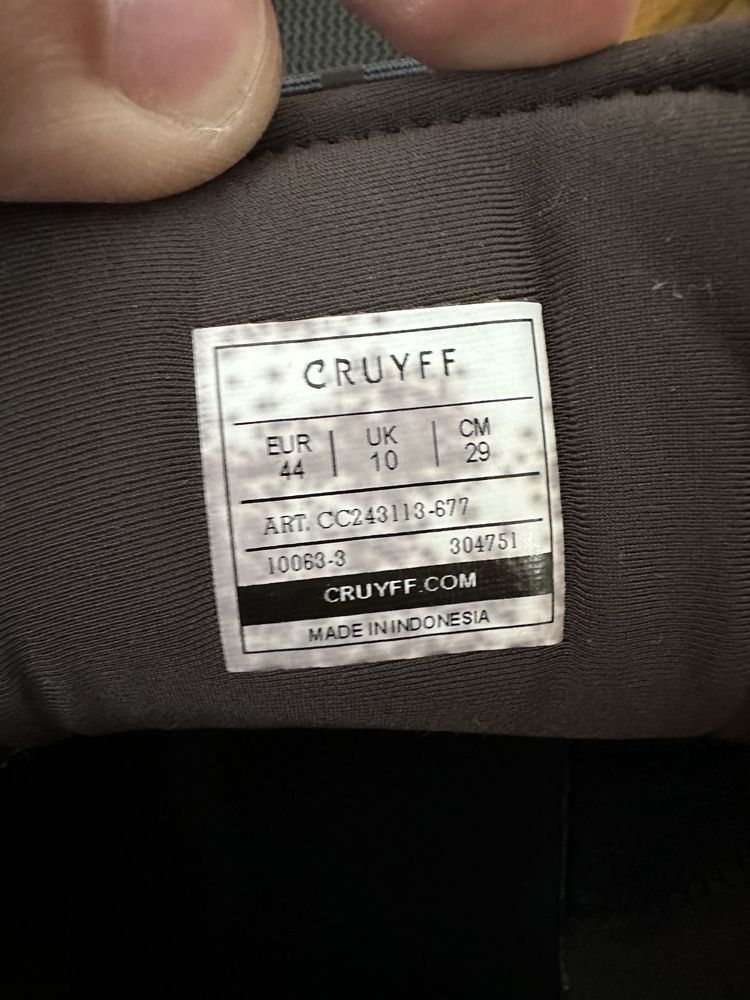 CRUYFF
EUR 44 | UK 10 | CM 29
ART. CC243113-677
10063-3 304751
CRUYFF.COM
MADE IN INDONESIA